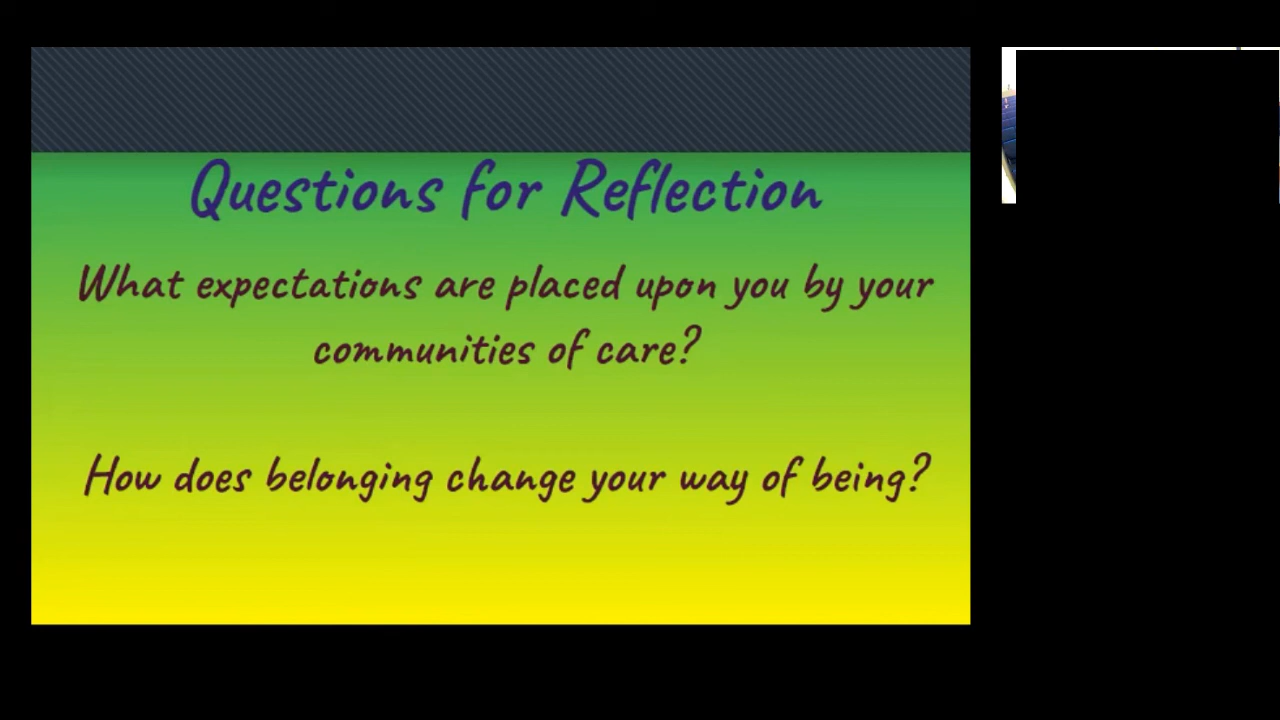 Questions for Reflection
What expectations are placed upon you by your
communities of care?
How does belonging change your way of being?